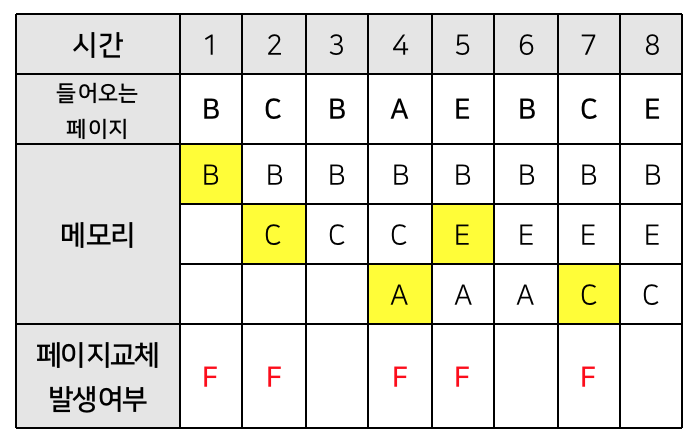 시간 1 2 3 4 5 6 7 8
들어오는
페이지 B C B A E B C E
메모리
B B B B B B B B
C C C E E E E
A A A C C
페이지교체
발생여부 F F F F F